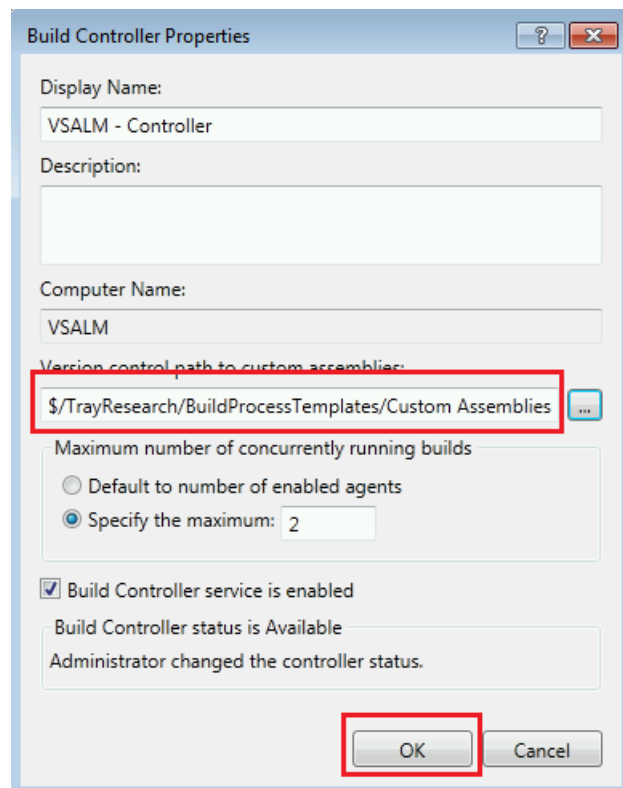 Build Controller Properties
?
Display Name:
VSALM - Controller
Description:
Computer Name:
VSALM
Version control path to custom assemblies:
$/TrayResearch/BuildProcessTemplates/Custom Assemblies
...
Maximum number of concurrently running builds
Default to number of enabled agents
Specify the maximum: 2
Build Controller service is enabled
Build Controller status is Available
Administrator changed the controller status.
OK Cancel